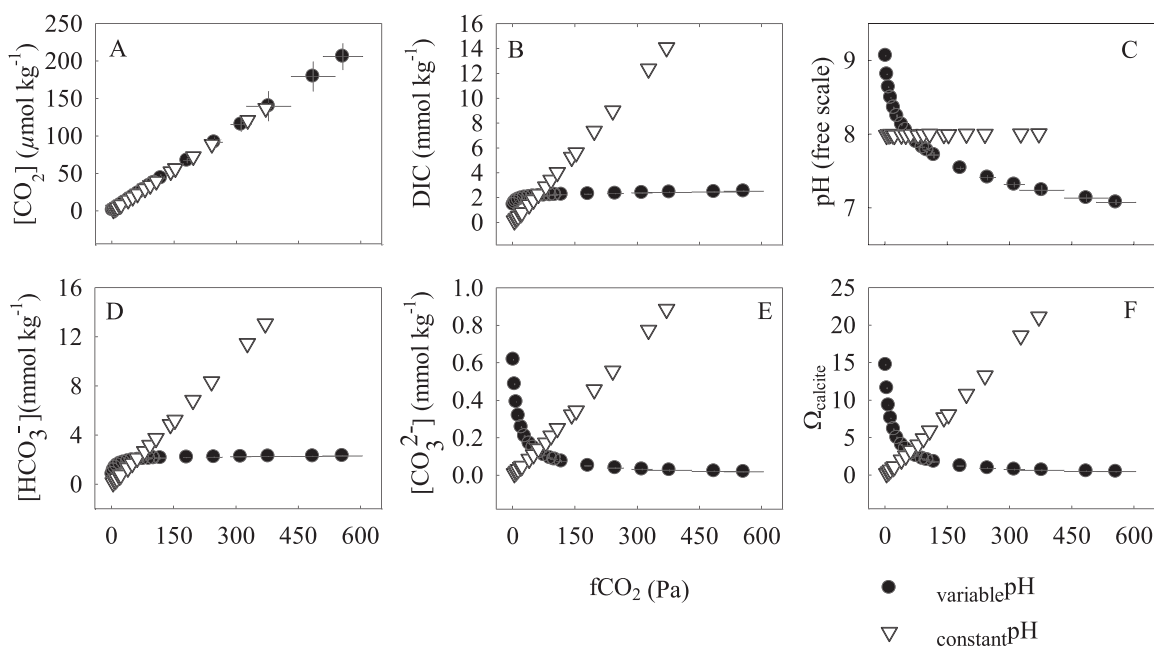 A
[CO₂] (µmol kg⁻¹)
250
200
150
100
50
0
B
DIC (mmol kg⁻¹)
16
14
12
10
8
6
4
2
0
C
pH (free scale)
9
8
7
D
[HCO₃⁻](mmol kg⁻¹)
16
12
8
4
0
0 150 300 450 600
E
[CO₃²⁻] (mmol kg⁻¹)
1.0
0.8
0.6
0.4
0.2
0.0
0 150 300 450 600
F
Ωcalcite
25
20
15
10
5
0
0 150 300 450 600
fCO₂ (Pa)
variablepH
constantpH